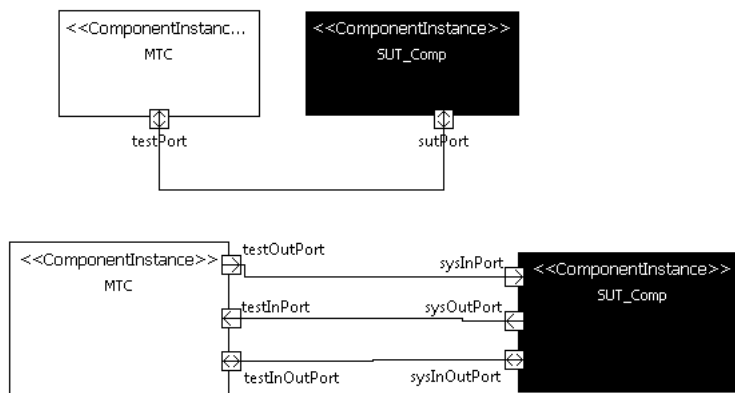 <<ComponentInstanc...
MTC
<<ComponentInstance>>
SUT_Comp
testPort
sutPort
<<ComponentInstance>>
MTC
testOutPort
sysInPort
<<ComponentInstance>>
SUT_Comp
testInPort
sysOutPort
testInOutPort
sysInOutPort